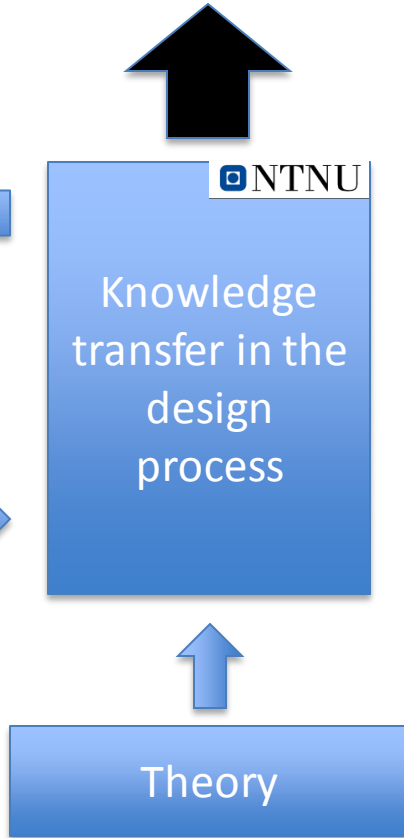 NTNU
Knowledge
transfer in the
design
process
Theory